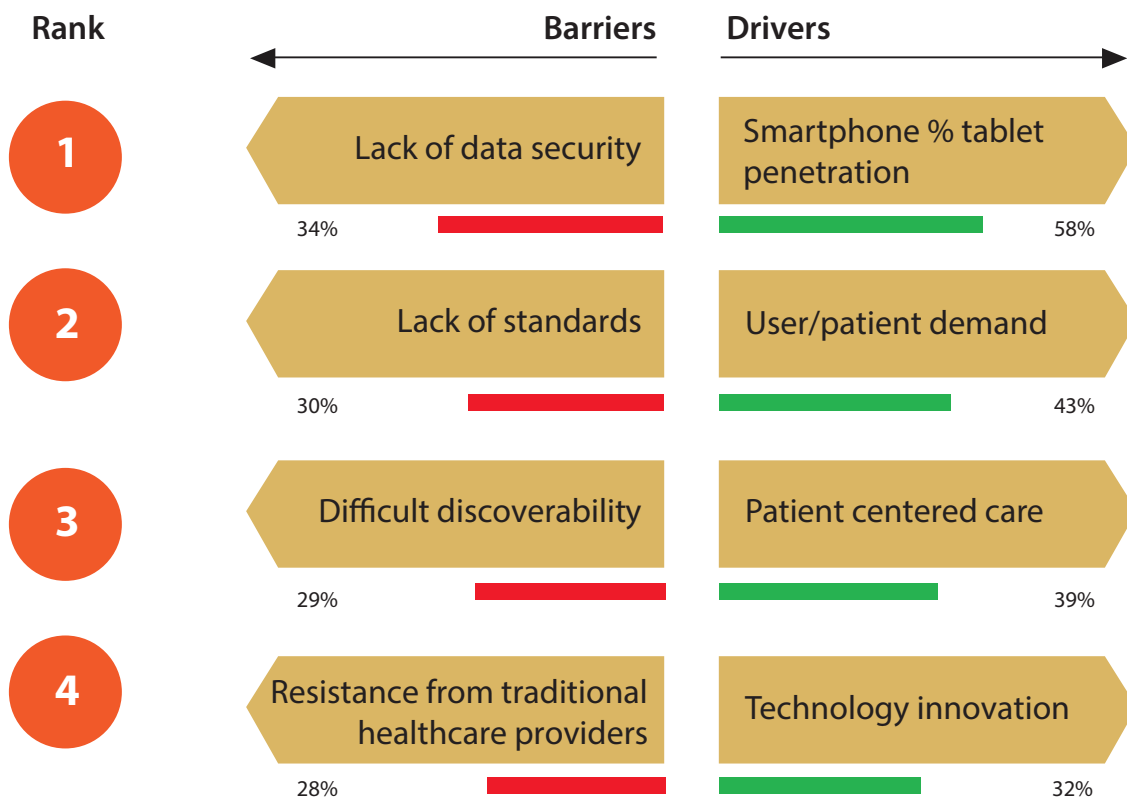 Rank
Barriers
Drivers
1
Lack of data security
Smartphone % tablet
penetration
34%
58%
2
Lack of standards
User/patient demand
30%
43%
3
Difficult discoverability
Patient centered care
29%
39%
4
Resistance from traditional
healthcare providers
Technology innovation
28%
32%